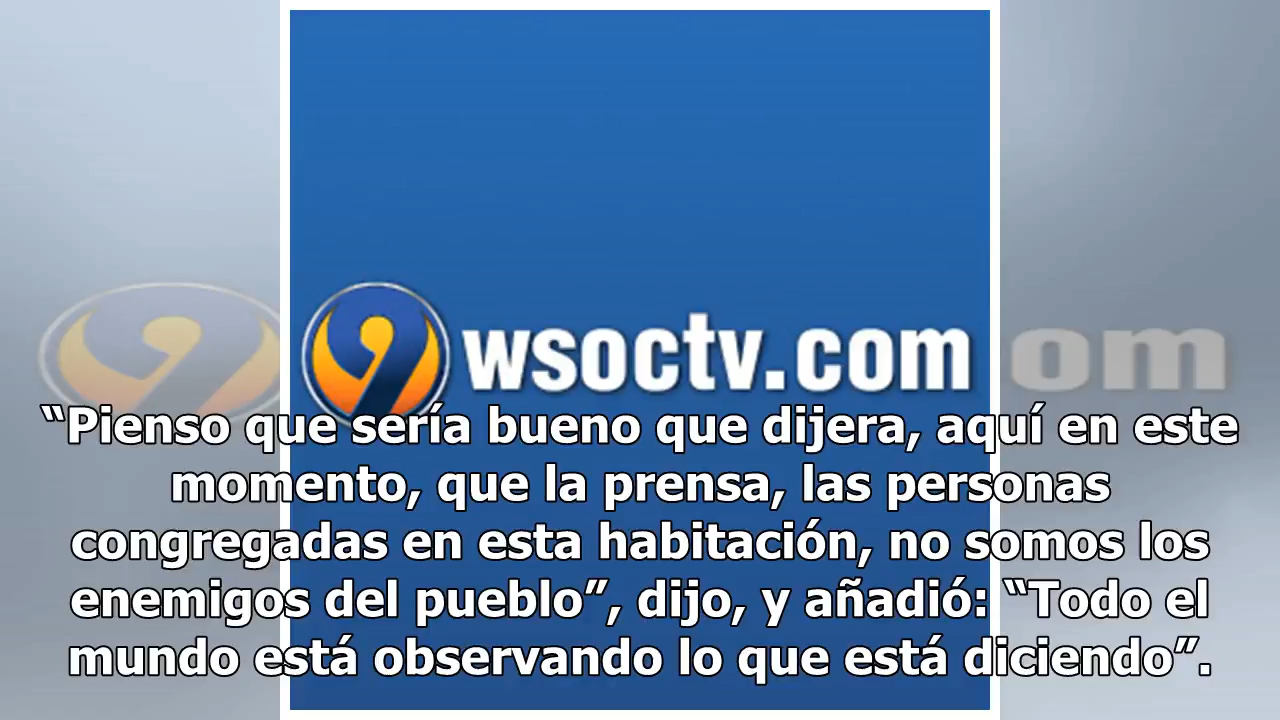 9 wsoctv.com
om
“Pienso que sería bueno que dijera, aquí en este
momento, que la prensa, las personas
congregadas en esta habitación, no somos los
enemigos del pueblo”, dijo, y añadió: “Todo el
mundo está observando lo que está diciendo”.